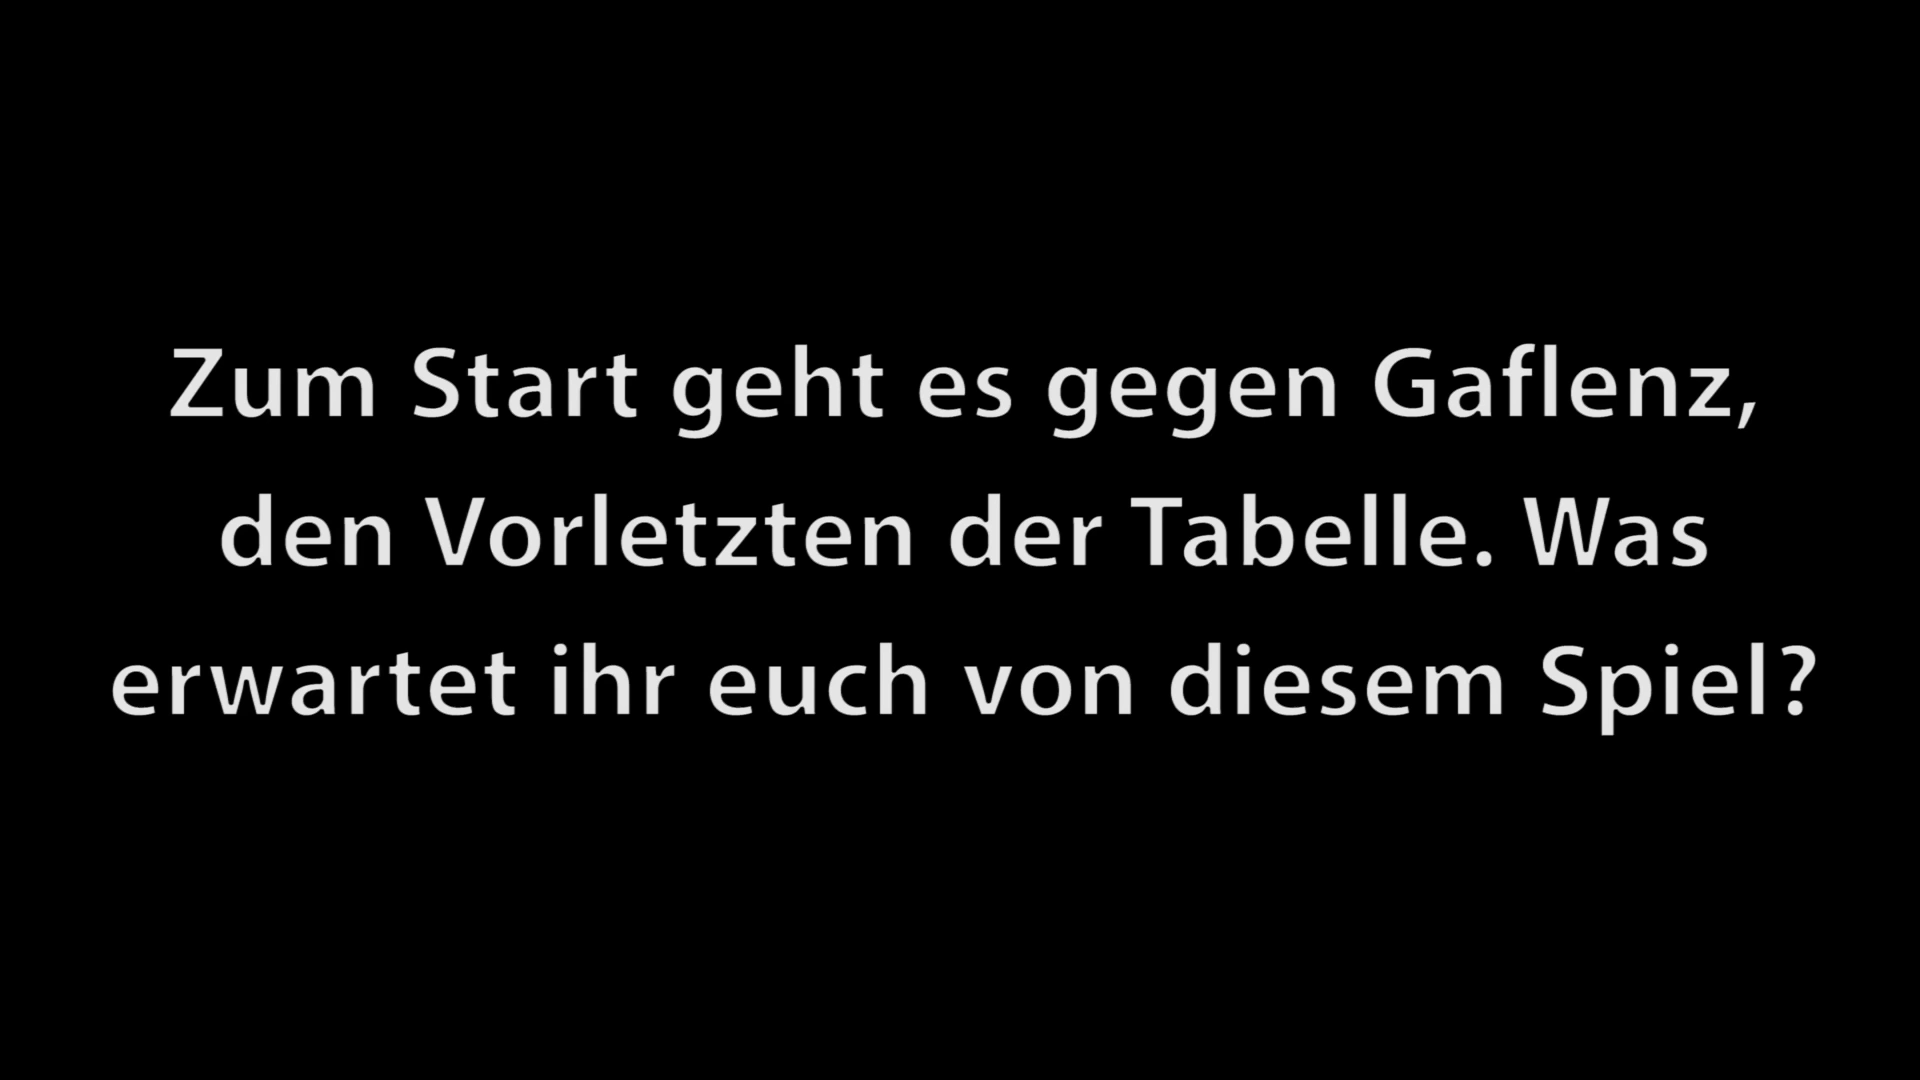 Zum Start geht es gegen Gaflenz,
den Vorletzten der Tabelle. Was
erwartet ihr euch von diesem Spiel?